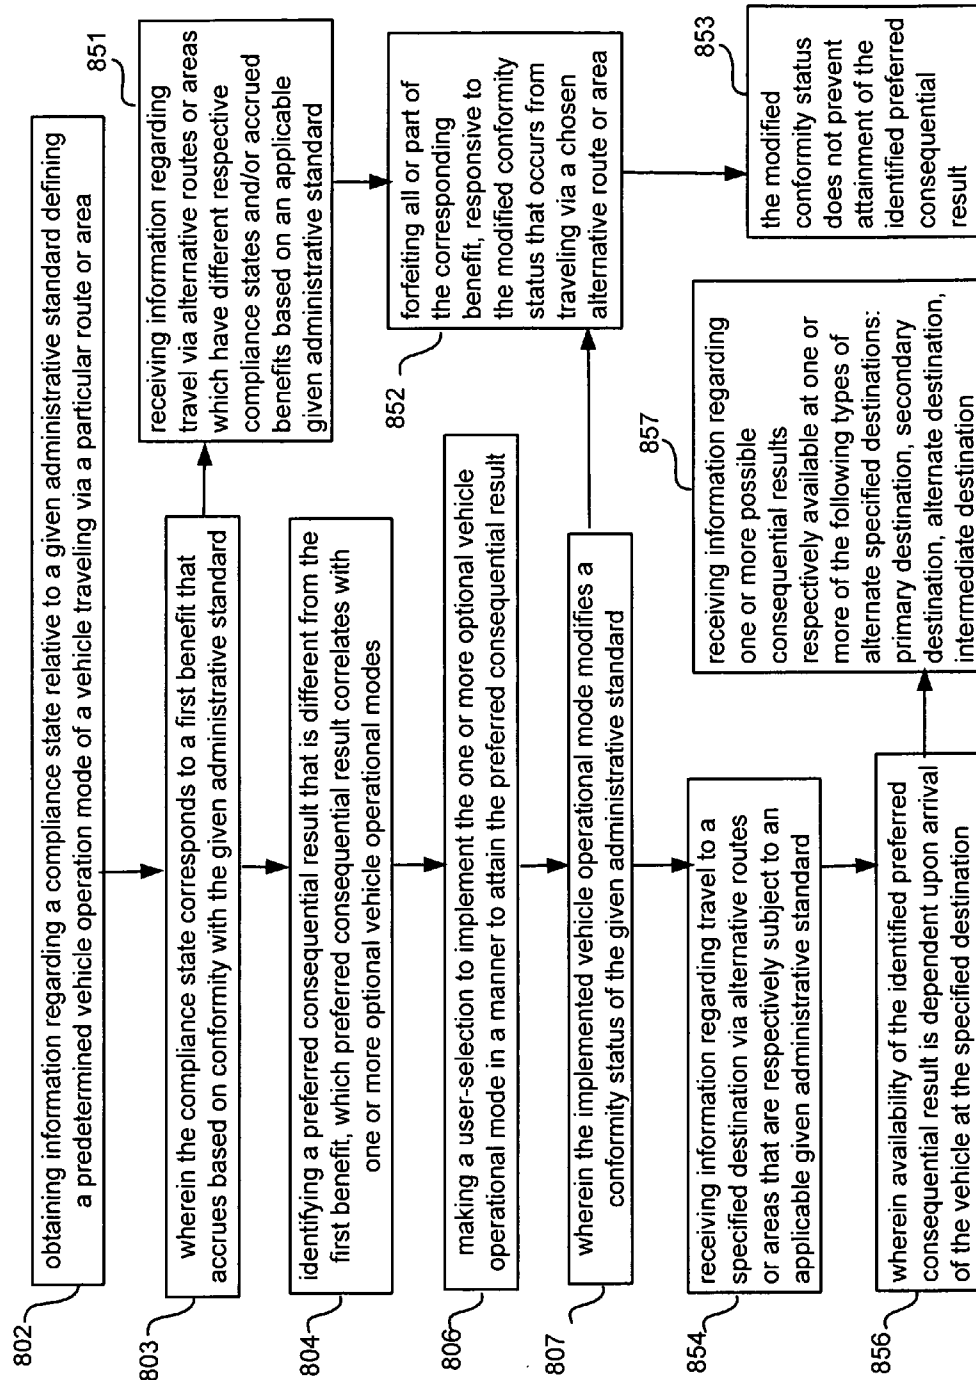 802
obtaining information regarding a compliance state relative to a given administrative standard defining
a predetermined vehicle operation mode of a vehicle traveling via a particular route or area
803
wherein the compliance state corresponds to a first benefit that
accrues based on conformity with the given administrative standard
851
receiving information regarding
travel via alternative routes or areas
which have different respective
compliance states and/or accrued
benefits based on an applicable
given administrative standard
804
identifying a preferred consequential result that is different from the
first benefit, which preferred consequential result correlates with
one or more optional vehicle operational modes
806
making a user-selection to implement the one or more optional vehicle
operational mode in a manner to attain the preferred consequential result
852
forfeiting all or part of
the corresponding
benefit, responsive to
the modified conformity
status that occurs from
traveling via a chosen
alternative route or area
807
wherein the implemented vehicle operational mode modifies a
conformity status of the given administrative standard
853
the modified
conformity status
does not prevent
attainment of the
identified preferred
consequential
result
854
receiving information regarding travel to a
specified destination via alternative routes
or areas that are respectively subject to an
applicable given administrative standard
857
receiving information regarding
one or more possible
consequential results
respectively available at one or
more of the following types of
alternate specified destinations:
primary destination, secondary
destination, alternate destination,
intermediate destination
856
wherein availability of the identified preferred
consequential result is dependent upon arrival
of the vehicle at the specified destination